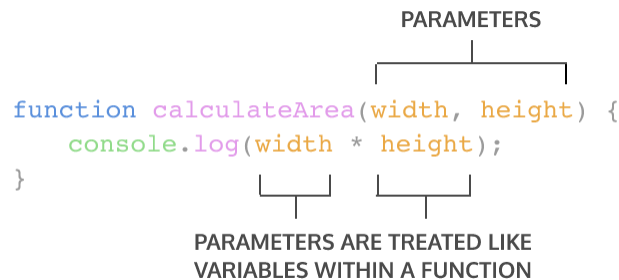 PARAMETERS
function calculateArea(width, height) {
    console.log(width * height);
}
PARAMETERS ARE TREATED LIKE
VARIABLES WITHIN A FUNCTION